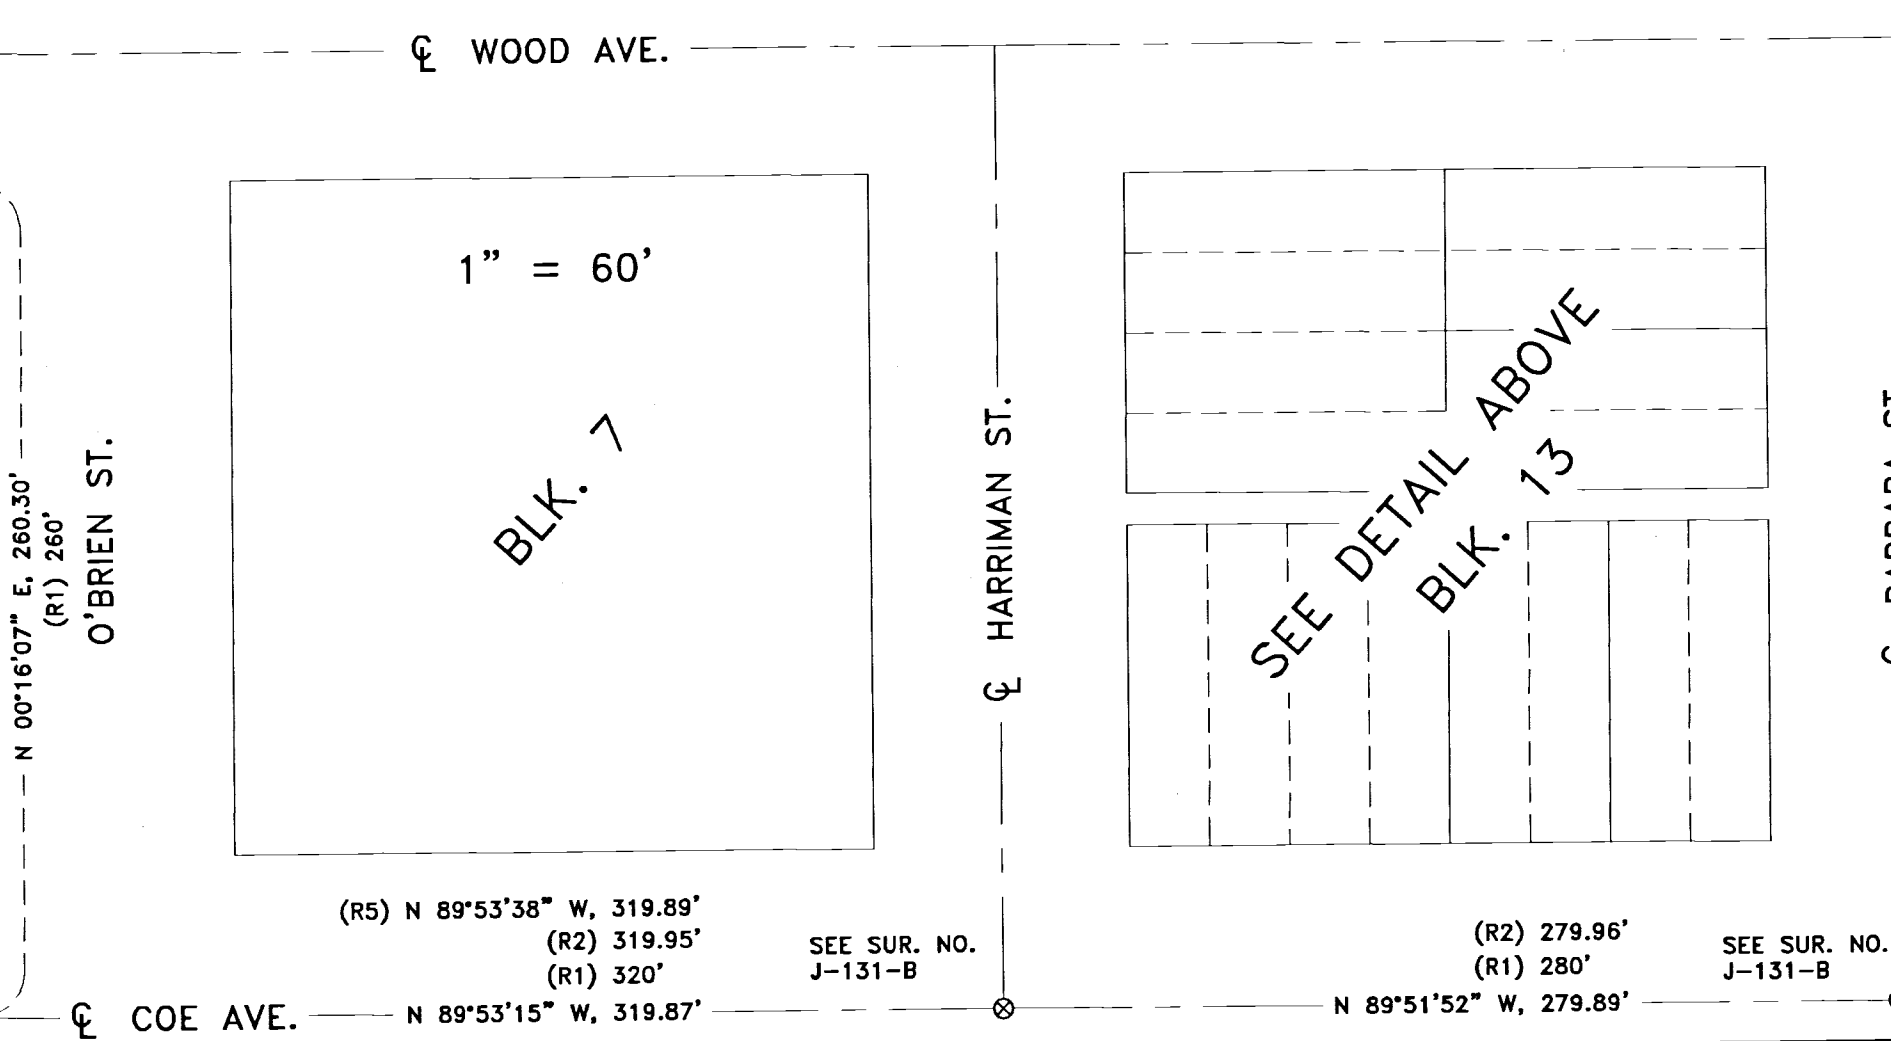 ℄ WOOD AVE.
1” = 60’
BLK. 7
N 00°16’07” E, 260.30’
(R1) 260’
O’BRIEN ST.
℄ HARRIMAN ST.
SEE DETAIL ABOVE
BLK. 13
(R5) N 89°53’38” W, 319.89’
(R2) 319.95’
(R1) 320’
SEE SUR. NO.
J-131-B
℄ COE AVE.
N 89°53’15” W, 319.87’
(R2) 279.96’
(R1) 280’
SEE SUR. NO.
J-131-B
N 89°51’52” W, 279.89’